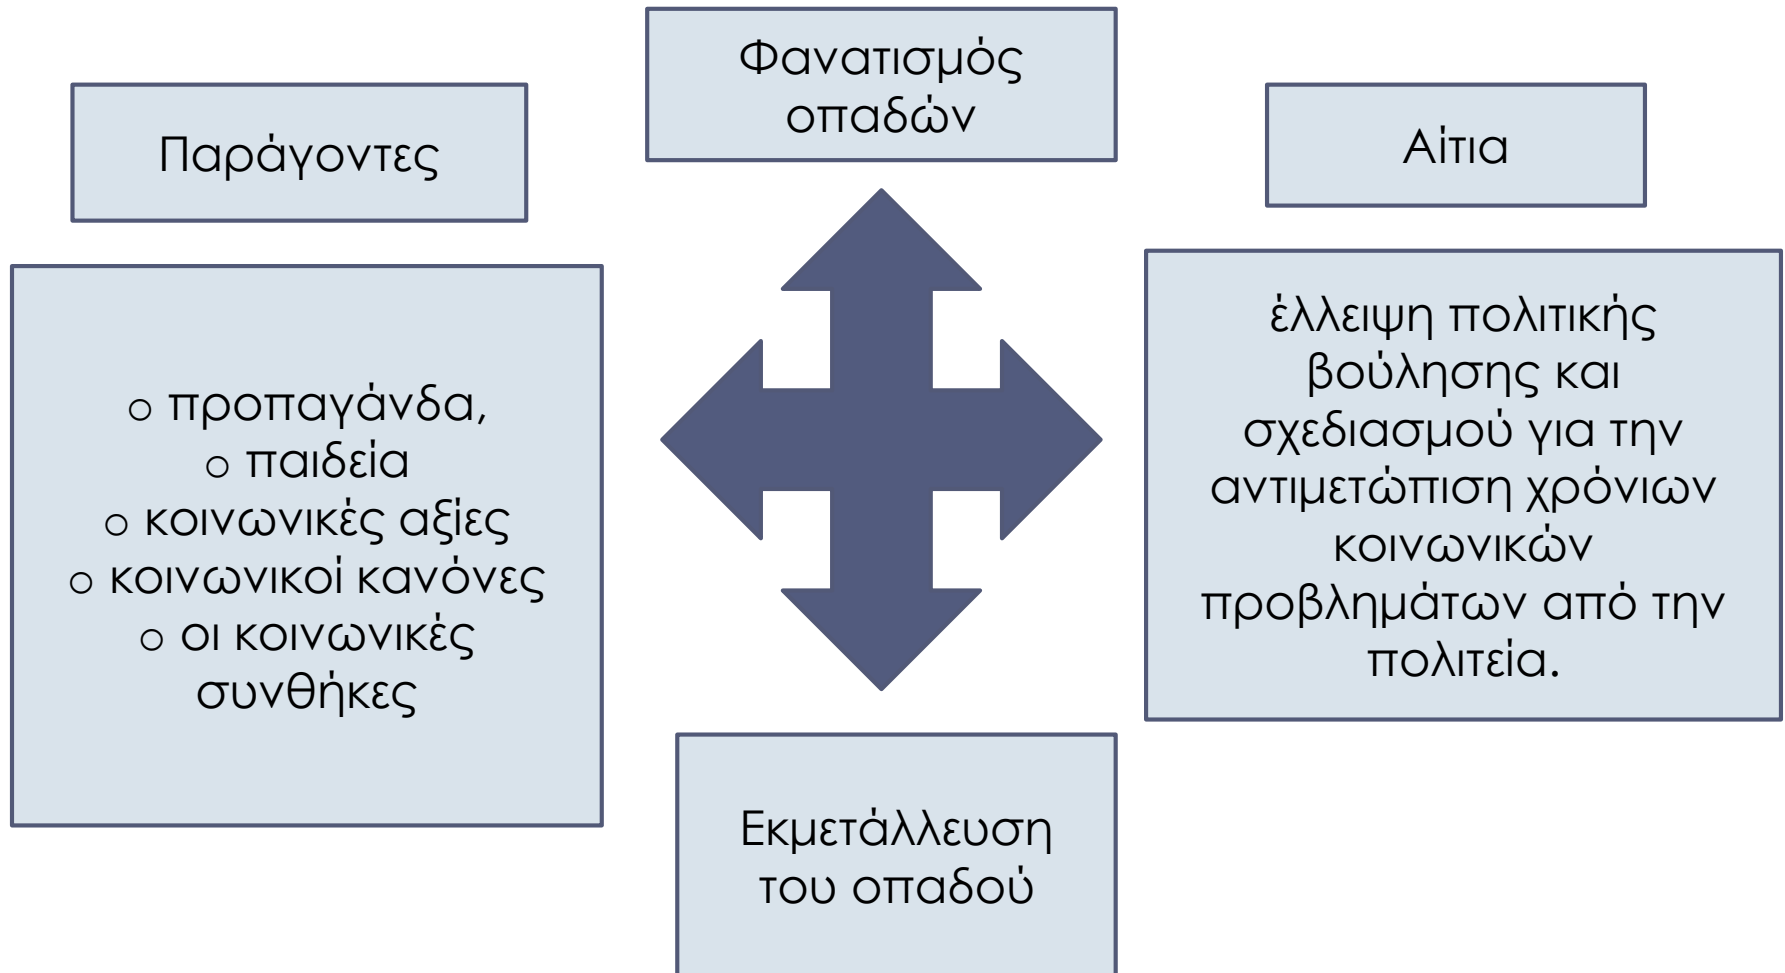 Φανατισμός
οπαδών
Παράγοντες
Αίτια
o προπαγάνδα,
o παιδεία
o κοινωνικές αξίες
o κοινωνικοί κανόνες
o οι κοινωνικές
συνθήκες
έλλειψη πολιτικής
βούλησης και
σχεδιασμού για την
αντιμετώπιση χρόνιων
κοινωνικών
προβλημάτων από την
πολιτεία.
Εκμετάλλευση
του οπαδού